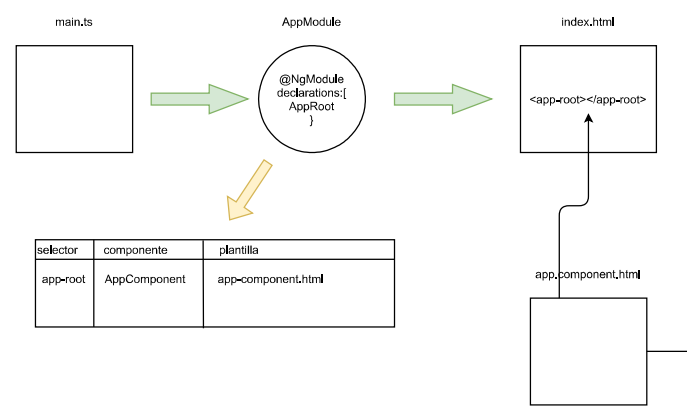 main.ts
AppModule
index.html
@NgModule
declarations:[
AppRoot
}
<app-root></app-root>
selector componente plantilla
app-root AppComponent app-component.html
app.component.html